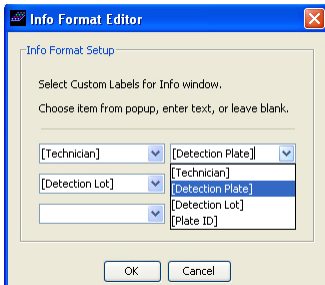 Info Format Editor
Info Format Setup
Select Custom Labels for Info window.
Choose item from popup, enter text, or leave blank.
[Technician] [Detection Plate]
[Technician]
[Detection Lot] [Detection Plate]
[Detection Lot]
[Plate ID]
OK Cancel